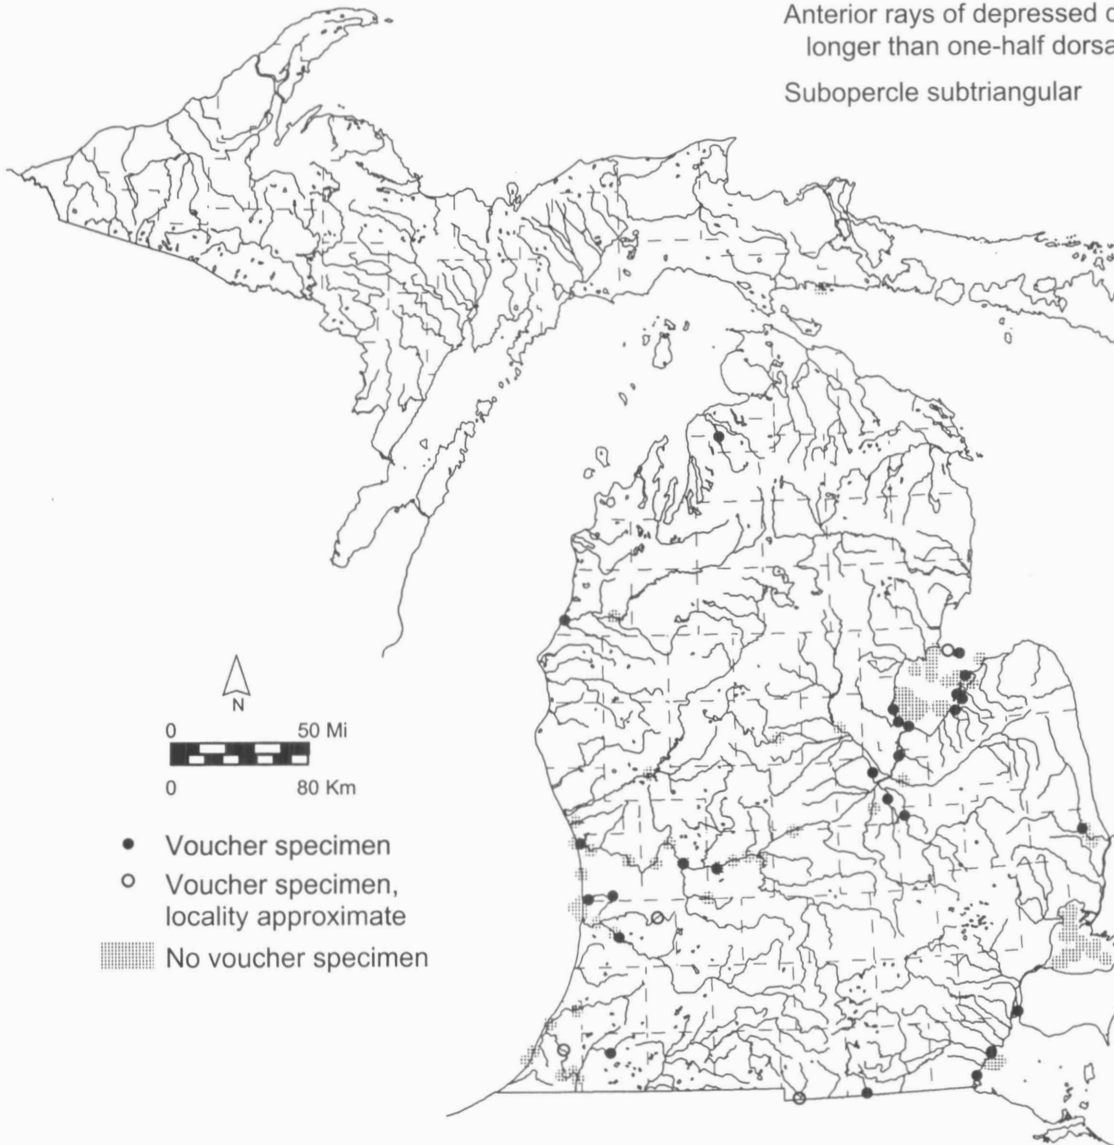 Anterior rays of depressed
longer than one-half dorsa
Subopercle subtriangular
N
0 50 Mi
0 80 Km
Voucher specimen
Voucher specimen,
locality approximate
No voucher specimen